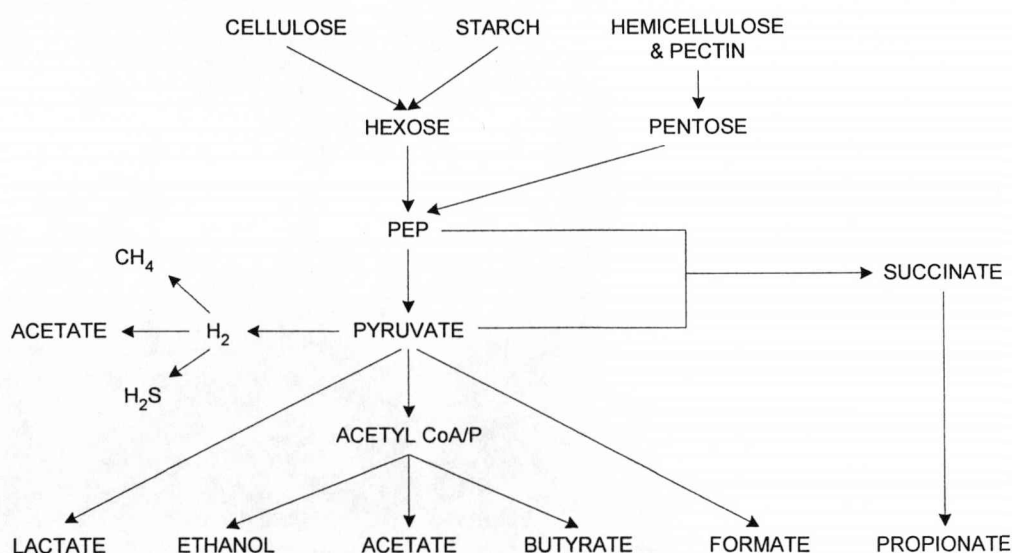 CELLULOSE
STARCH
HEMICELLULOSE
& PECTIN
HEXOSE
PENTOSE
PEP
CH₄
SUCCINATE
ACETATE
H₂
PYRUVATE
H₂S
ACETYL CoA/P
LACTATE
ETHANOL
ACETATE
BUTYRATE
FORMATE
PROPIONATE